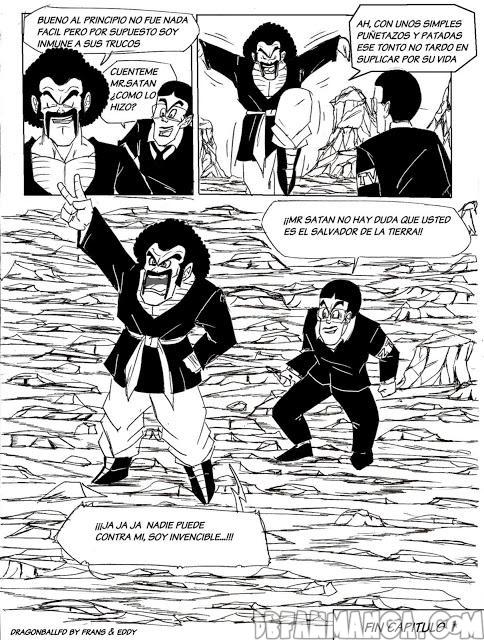 BUENO AL PRINCIPIO NO FUE NADA
FACIL PERO POR SUPUESTO SOY
INMUNE A SUS TRUCOS
CUENTEME
MR.SATAN
¿COMO LO
HIZO?
AH, CON UNOS SIMPLES
PUÑETAZOS Y PATADAS
ESE TONTO NO TARDO EN
SUPLICAR POR SU VIDA
¡¡MR SATAN NO HAY DUDA QUE USTED
ES EL SALVADOR DE LA TIERRA!!
¡¡¡JA JA JA NADIE PUEDE
CONTRA MI, SOY INVENCIBLE...!!!
DRAGONBALLFD BY FRANS & EDDY
FIN CAPITULO 1
DBFANMANGA.COM